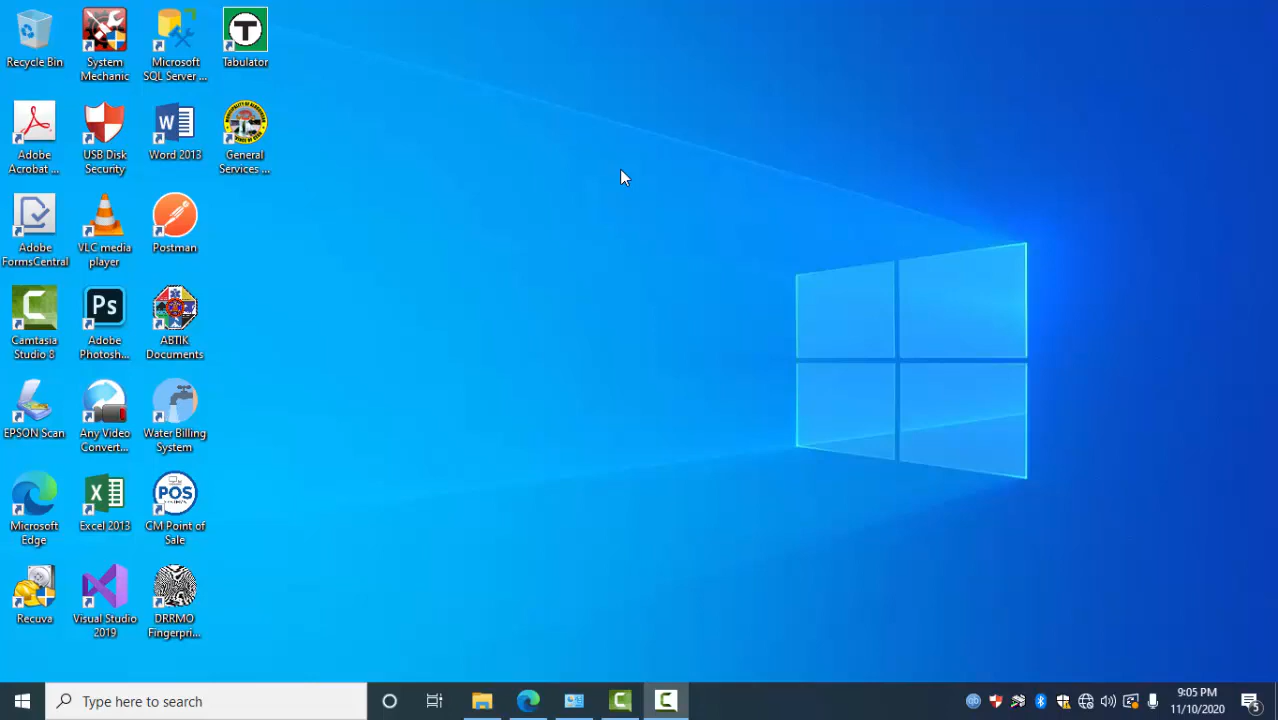 Recycle Bin
System
Mechanic
Microsoft
SQL Server ...
T
Tabulator
Adobe
Acrobat ...
USB Disk
Security
W
Word 2013
General
Services ...
Adobe
FormsCentral
VLC media
player
Postman
Camtasia
Studio 8
Ps
Adobe
Photosh...
ABTIK
Documents
EPSON Scan
Any Video
Convert...
Water Billing
System
Microsoft
Edge
X
Excel 2013
POS
CM Point of
Sale
Recuva
Visual Studio
2019
DRRMO
Fingerpri...
Type here to search
9:05 PM
11/10/2020
5